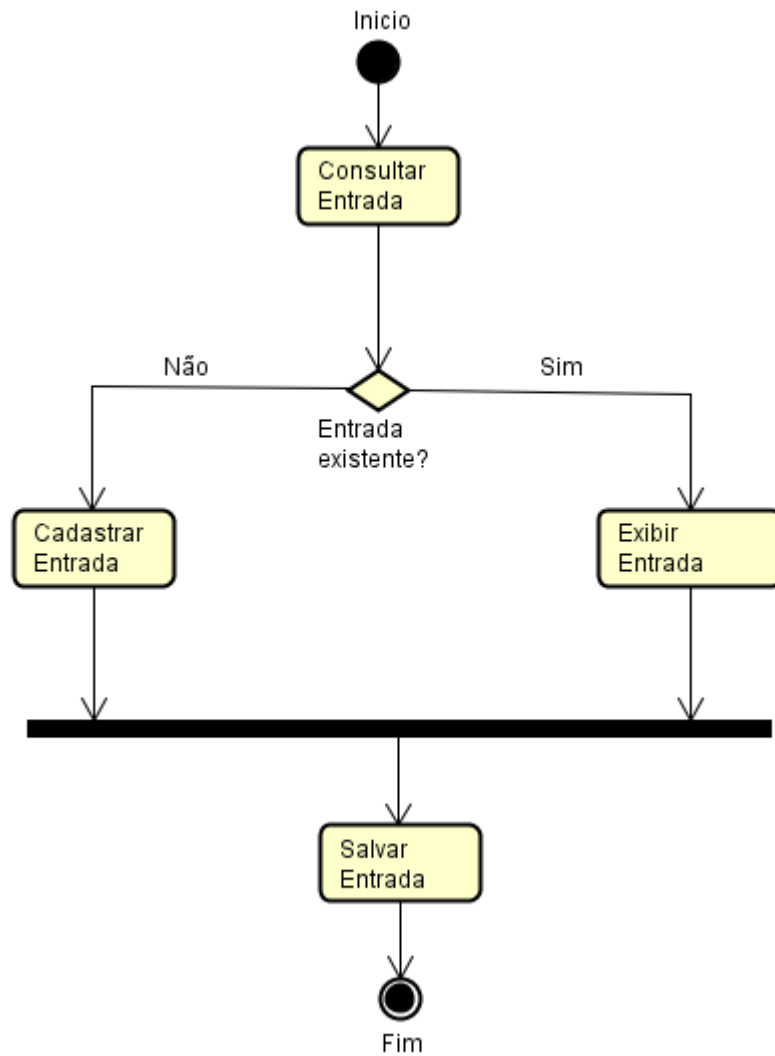 Inicio
Consultar
Entrada
Não
Sim
Entrada
existente?
Cadastrar
Entrada
Exibir
Entrada
Salvar
Entrada
Fim